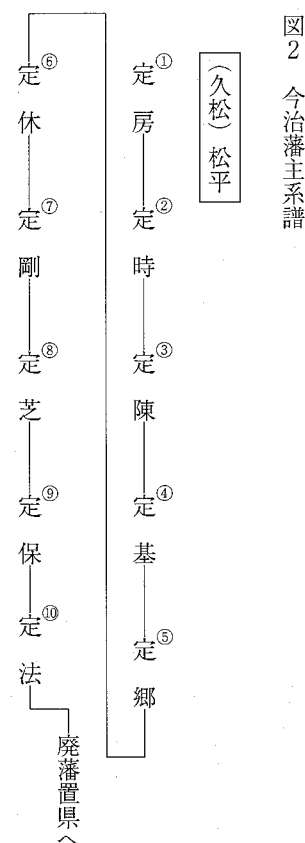 図2　今治藩主系譜
（久松）松平
①定房　②定時　③定陳　④定基　⑤定郷
⑥定休　⑦定剛　⑧定芝　⑨定保　⑩定法　廃藩置県へ